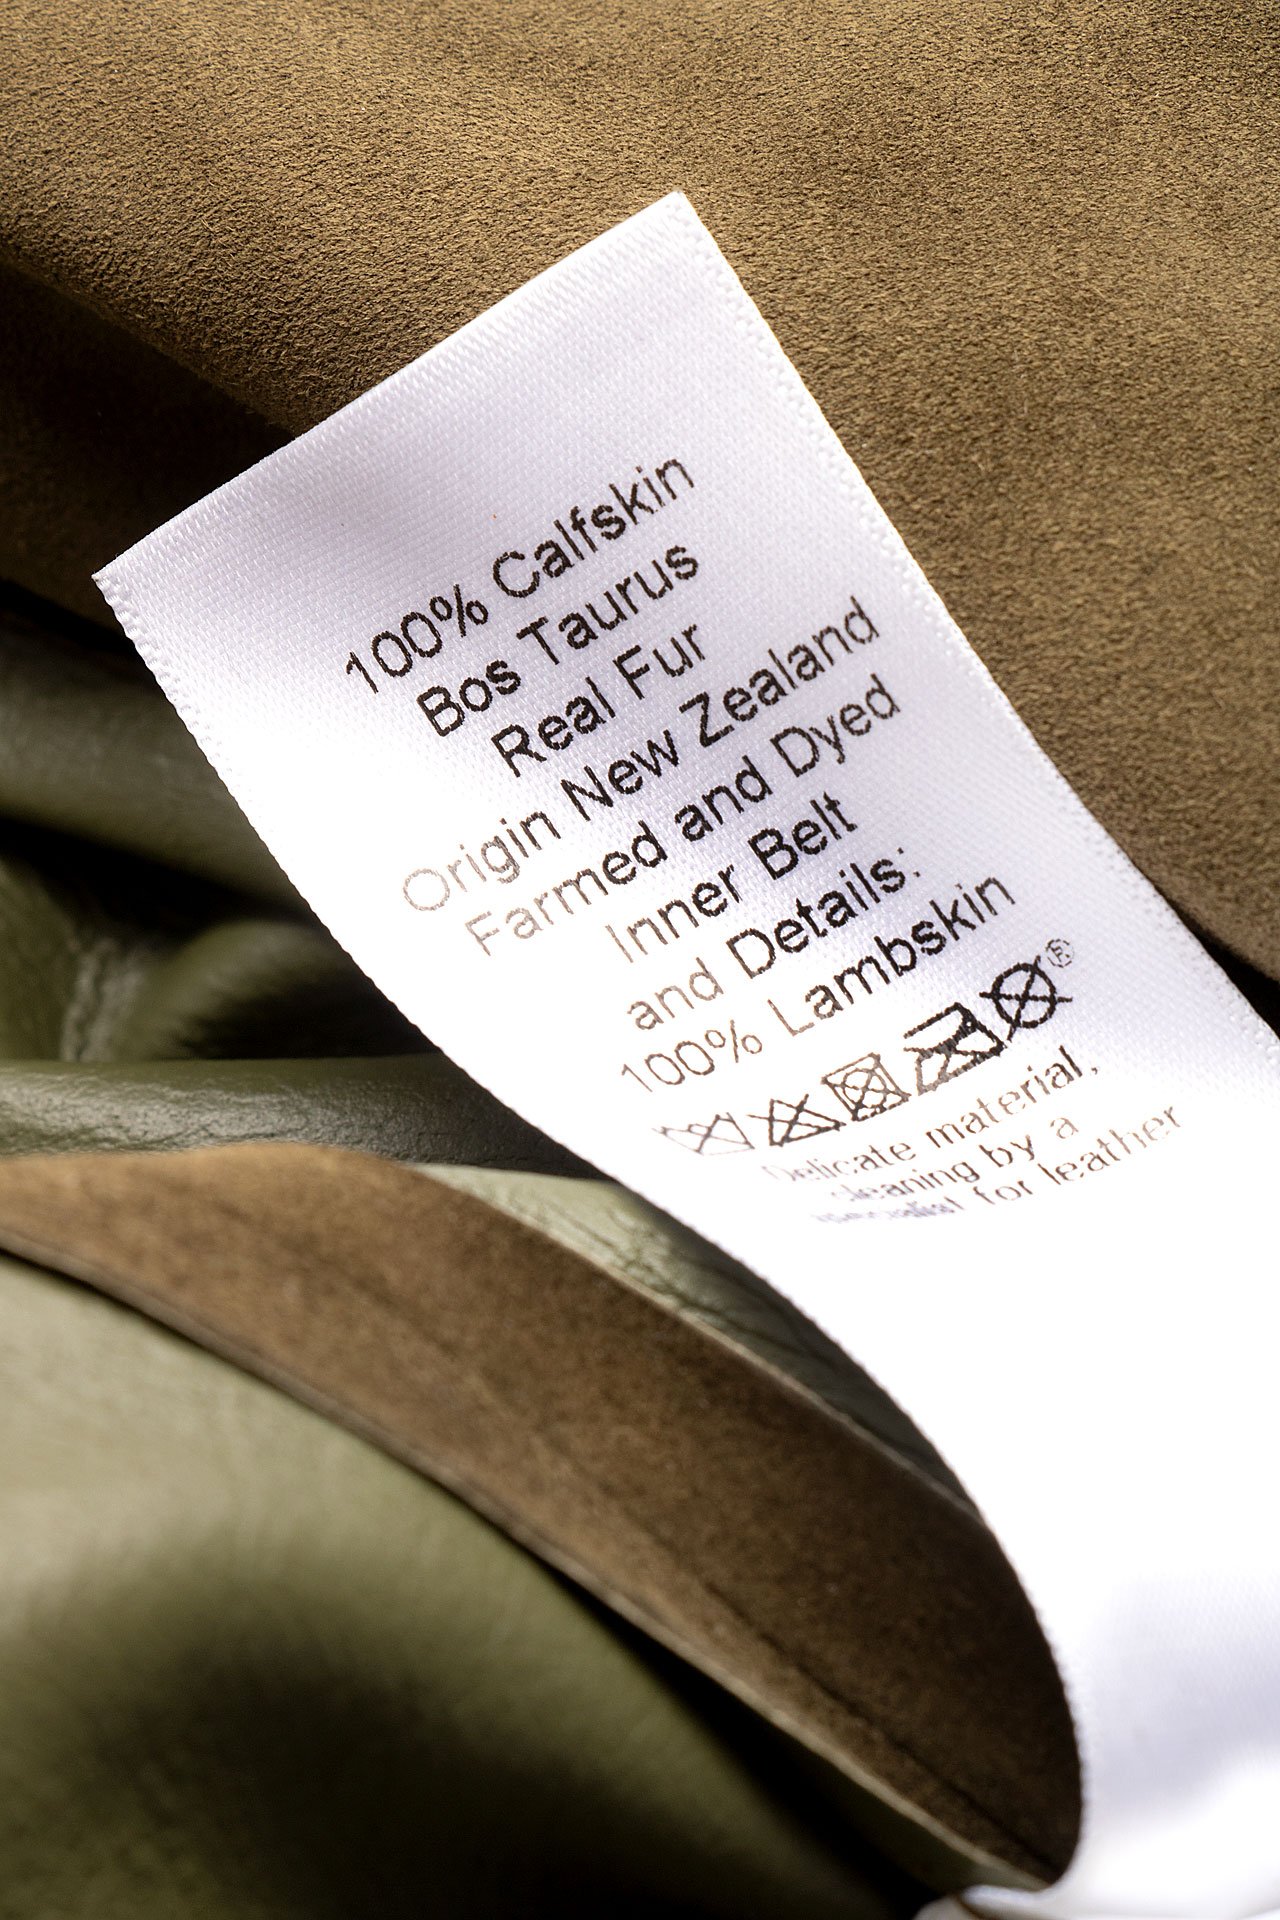 100% Calfskin
Bos Taurus
Real Fur
Origin New Zealand
Farmed and Dyed
Inner Belt
and Details:
100% Lambskin
®
Delicate material,
cleaning by a
specialist for leather